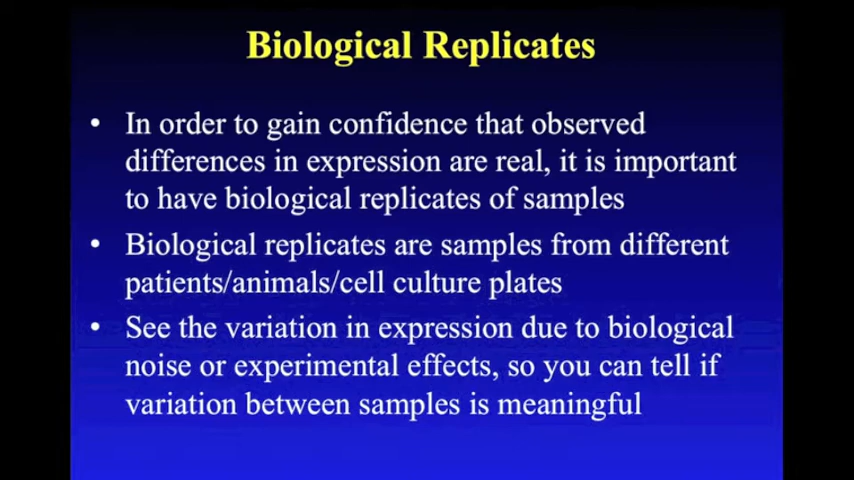 Biological Replicates
• In order to gain confidence that observed
differences in expression are real, it is important
to have biological replicates of samples
• Biological replicates are samples from different
patients/animals/cell culture plates
• See the variation in expression due to biological
noise or experimental effects, so you can tell if
variation between samples is meaningful